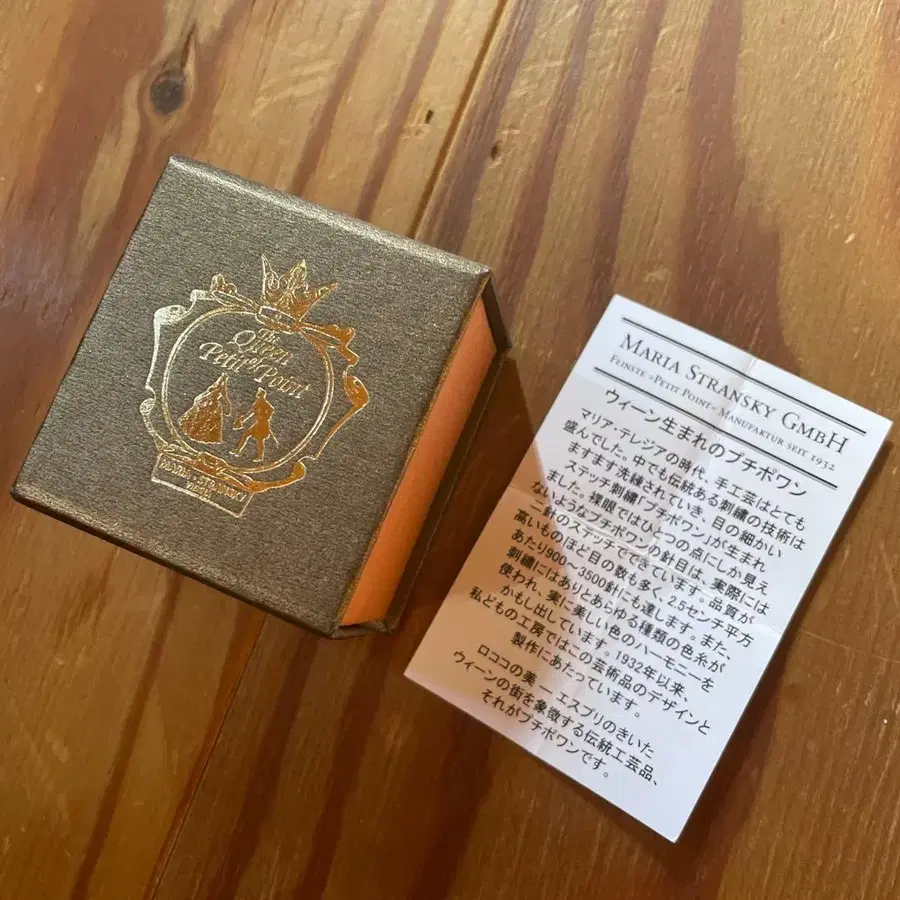 The
Queen
Petit Point
MARIA STRANSKY
WIEN
MARIA STRANSKY GMBH
FEINSTE »PETIT POINT« MANUFAKTUR SEIT 1932
ウィーン生まれのプチポワン
マリア・テレジアの時代、手工芸はとても
盛んでした。中でも伝統ある刺繍の技術は
ますます洗練されていき、目の細かい
ステッチ刺繍「プチポワン」が生まれ
ました。裸眼ではひとつの点にしか見え
ないようなプチポワンの針目は、実際には
二針のステッチでできています。品質が
高いものほど目の数も多く、2.5センチ平方
あたり900〜3500針にも達します。また、
刺繍にはありとあらゆる種類の色糸が
使われ、実に美しい色のハーモニーを
かもし出しています。1932年以来、
私どもの工房ではこの芸術品のデザインと
製作にあたっています。
ロココの美 — エスプリのきいた
ウィーンの街を象徴する伝統工芸品、
それがプチポワンです。